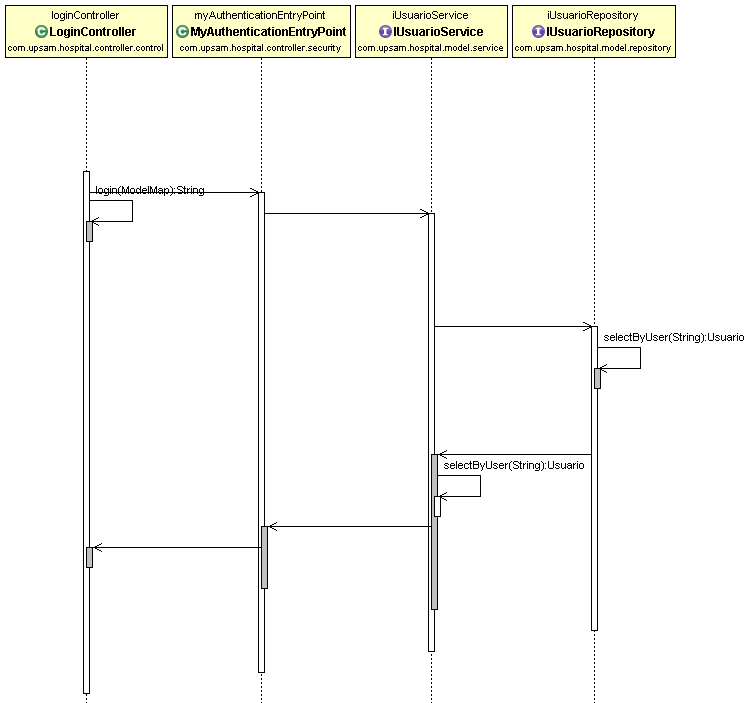 loginController
C LoginController
com.upsam.hospital.controller.control
myAuthenticationEntryPoint
C MyAuthenticationEntryPoint
com.upsam.hospital.controller.security
iUsuarioService
I IUsuarioService
com.upsam.hospital.model.service
iUsuarioRepository
I IUsuarioRepository
com.upsam.hospital.model.repository
login(ModelMap):String
selectByUser(String):Usuario
selectByUser(String):Usuario